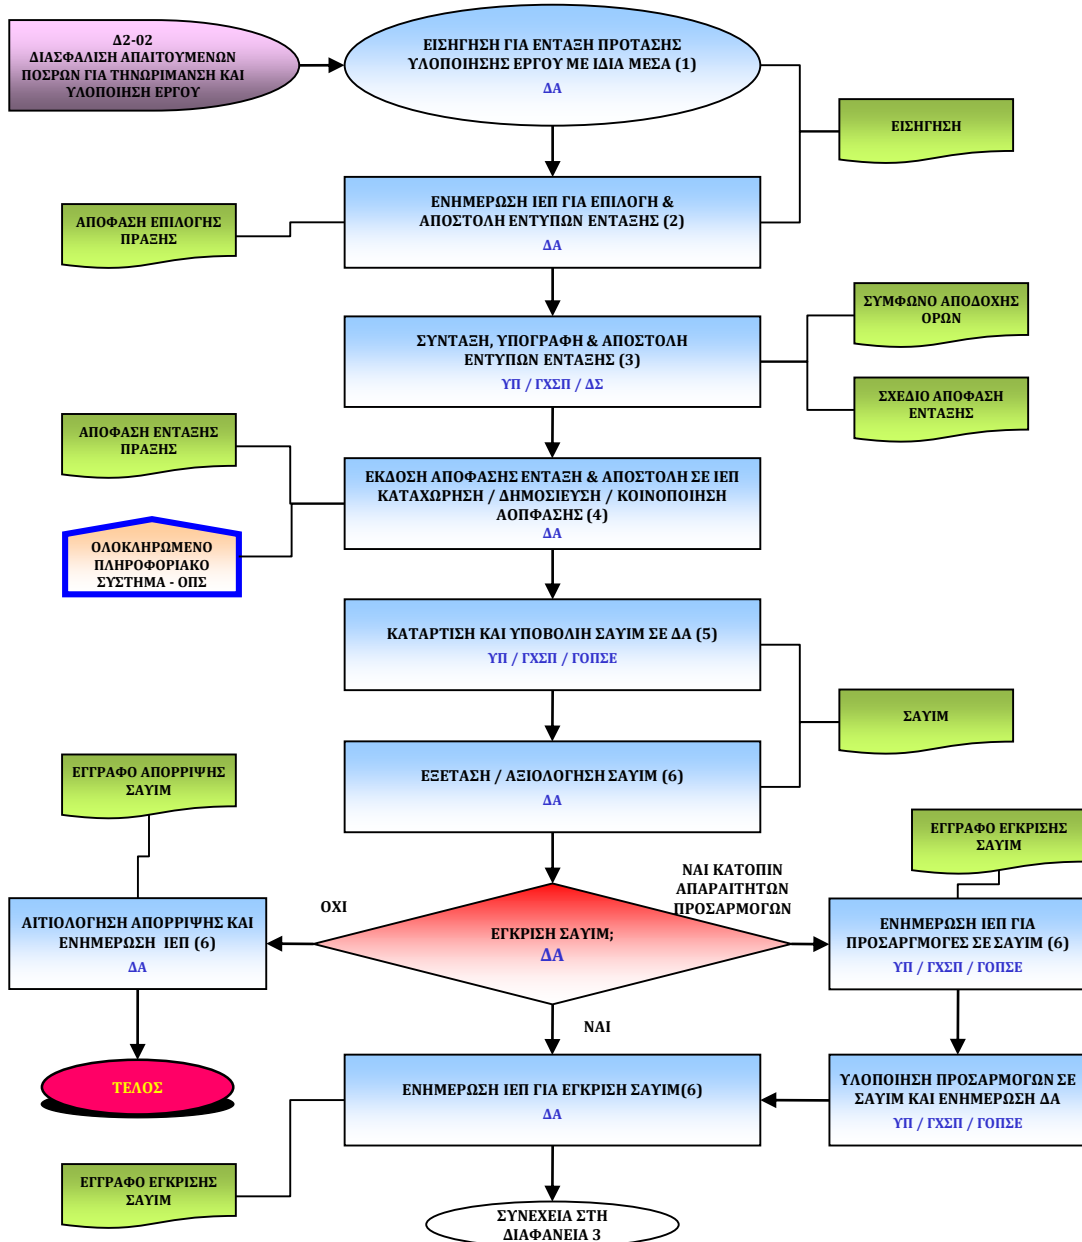 Δ2-02
ΔΙΑΣΦΑΛΙΣΗ ΑΠΑΙΤΟΥΜΕΝΩΝ
ΠΟΣΡΩΝ ΓΙΑ ΤΗΝΩΡΙΜΑΝΣΗ ΚΑΙ
ΥΛΟΠΟΙΗΣΗ ΕΡΓΟΥ
ΕΙΣΗΓΗΣΗ ΓΙΑ ΕΝΤΑΞΗ ΠΡΟΤΑΣΗΣ
ΥΛΟΠΟΙΗΣΗΣ ΕΡΓΟΥ ΜΕ ΙΔΙΑ ΜΕΣΑ (1)
ΔΑ
ΕΙΣΗΓΗΣΗ
ΕΝΗΜΕΡΩΣΗ ΙΕΠ ΓΙΑ ΕΠΙΛΟΓΗ &
ΑΠΟΣΤΟΛΗ ΕΝΤΥΠΩΝ ΕΝΤΑΞΗΣ (2)
ΔΑ
ΑΠΟΦΑΣΗ ΕΠΙΛΟΓΗΣ
ΠΡΑΞΗΣ
ΣΥΝΤΑΞΗ, ΥΠΟΓΡΑΦΗ & ΑΠΟΣΤΟΛΗ
ΕΝΤΥΠΩΝ ΕΝΤΑΞΗΣ (3)
ΥΠ / ΓΧΣΠ / ΔΣ
ΣΥΜΦΩΝΟ ΑΠΟΔΟΧΗΣ
ΟΡΩΝ
ΣΧΕΔΙΟ ΑΠΟΦΑΣΗ
ΕΝΤΑΞΗΣ
ΑΠΟΦΑΣΗ ΕΝΤΑΞΗΣ
ΠΡΑΞΗΣ
ΕΚΔΟΣΗ ΑΠΟΦΑΣΗΣ ΕΝΤΑΞΗ & ΑΠΟΣΤΟΛΗ ΣΕ ΙΕΠ
ΚΑΤΑΧΩΡΗΣΗ / ΔΗΜΟΣΙΕΥΣΗ / ΚΟΙΝΟΠΟΙΗΣΗ
ΑΟΠΦΑΣΗΣ (4)
ΔΑ
ΟΛΟΚΛΗΡΩΜΕΝΟ
ΠΛΗΡΟΦΟΡΙΑΚΟ
ΣΥΣΤΗΜΑ - ΟΠΣ
ΚΑΤΑΡΤΙΣΗ ΚΑΙ ΥΠΟΒΟΛΙΗ ΣΑΥΙΜ ΣΕ ΔΑ (5)
ΥΠ / ΓΧΣΠ / ΓΟΠΣΕ
ΣΑΥΙΜ
ΕΞΕΤΑΣΗ / ΑΞΙΟΛΟΓΗΣΗ ΣΑΥΙΜ (6)
ΔΑ
ΕΓΓΡΑΦΟ ΑΠΟΡΡΙΨΗΣ
ΣΑΥΙΜ
ΕΓΓΡΑΦΟ ΕΓΚΡΙΣΗΣ
ΣΑΥΙΜ
ΝΑΙ ΚΑΤΟΠΙΝ
ΑΠΑΡΑΙΤΗΤΩΝ
ΠΡΟΣΑΡΜΟΓΩΝ
ΟΧΙ
ΑΙΤΙΟΛΟΓΗΣΗ ΑΠΟΡΡΙΨΗΣ ΚΑΙ
ΕΝΗΜΕΡΩΣΗ ΙΕΠ (6)
ΔΑ
ΕΓΚΡΙΣΗ ΣΑΥΙΜ;
ΔΑ
ΕΝΗΜΕΡΩΣΗ ΙΕΠ ΓΙΑ
ΠΡΟΣΑΡΓΜΟΓΕΣ ΣΕ ΣΑΥΙΜ (6)
ΥΠ / ΓΧΣΠ / ΓΟΠΣΕ
ΝΑΙ
ΤΕΛΟΣ
ΕΝΗΜΕΡΩΣΗ ΙΕΠ ΓΙΑ ΕΓΚΡΙΣΗ ΣΑΥΙΜ(6)
ΔΑ
ΥΛΟΠΟΙΗΣΗ ΠΡΟΣΑΡΜΟΓΩΝ ΣΕ
ΣΑΥΙΜ ΚΑΙ ΕΝΗΜΕΡΩΣΗ ΔΑ
ΥΠ / ΓΧΣΠ / ΓΟΠΣΕ
ΕΓΓΡΑΦΟ ΕΓΚΡΙΣΗΣ
ΣΑΥΙΜ
ΣΥΝΕΧΕΙΑ ΣΤΗ
ΔΙΑΦΑΝΕΙΑ 3